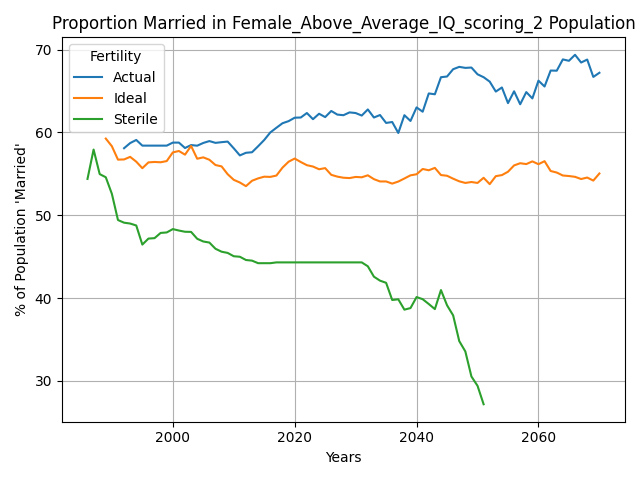 Proportion Married in Female_Above_Average_IQ_scoring_2 Population
Fertility
Actual
Ideal
Sterile
% of Population 'Married'
70
60
50
40
30
2000
2020
2040
2060
Years